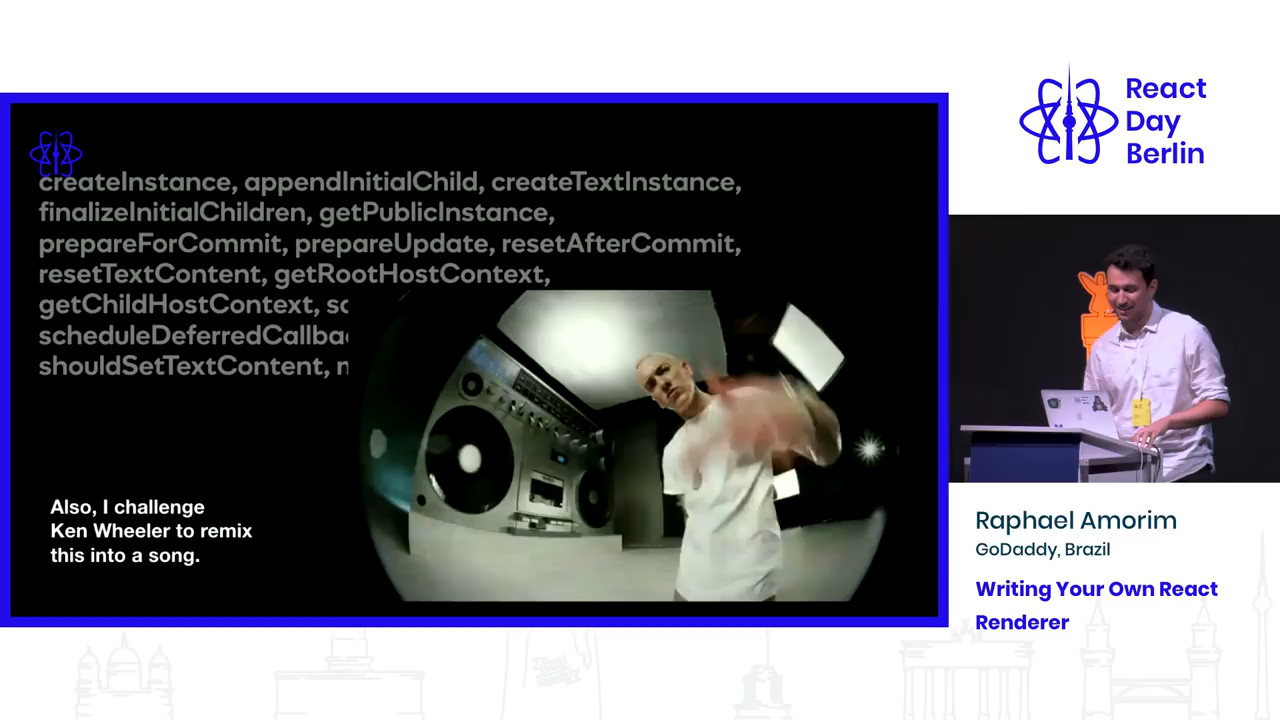 createInstance, appendInitialChild, createTextInstance,
finalizeInitialChildren, getPublicInstance,
prepareForCommit, prepareUpdate, resetAfterCommit,
resetTextContent, getRootHostContext,
getChildHostContext,
shouldSetTextContent,
Also, I challenge
Ken Wheeler to remix
this into a song.
React
Day
Berlin
Raphael Amorim
GoDaddy, Brazil
Writing Your Own React
Renderer